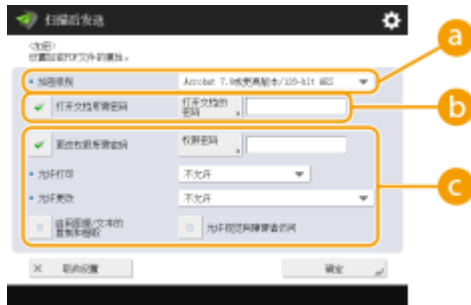 扫描后发送
<加密>
设置加密PDF文件的属性。
加密级别
Acrobat 7.0或更高版本/128-bit AES
a
打开文档所需密码
打开文档的
密码
b
更改权限所需密码
权限密码
允许打印
不允许
c
允许更改
不允许
启用图像/文本的
复制和提取
允许视觉有障碍者访问
取消设置
确定